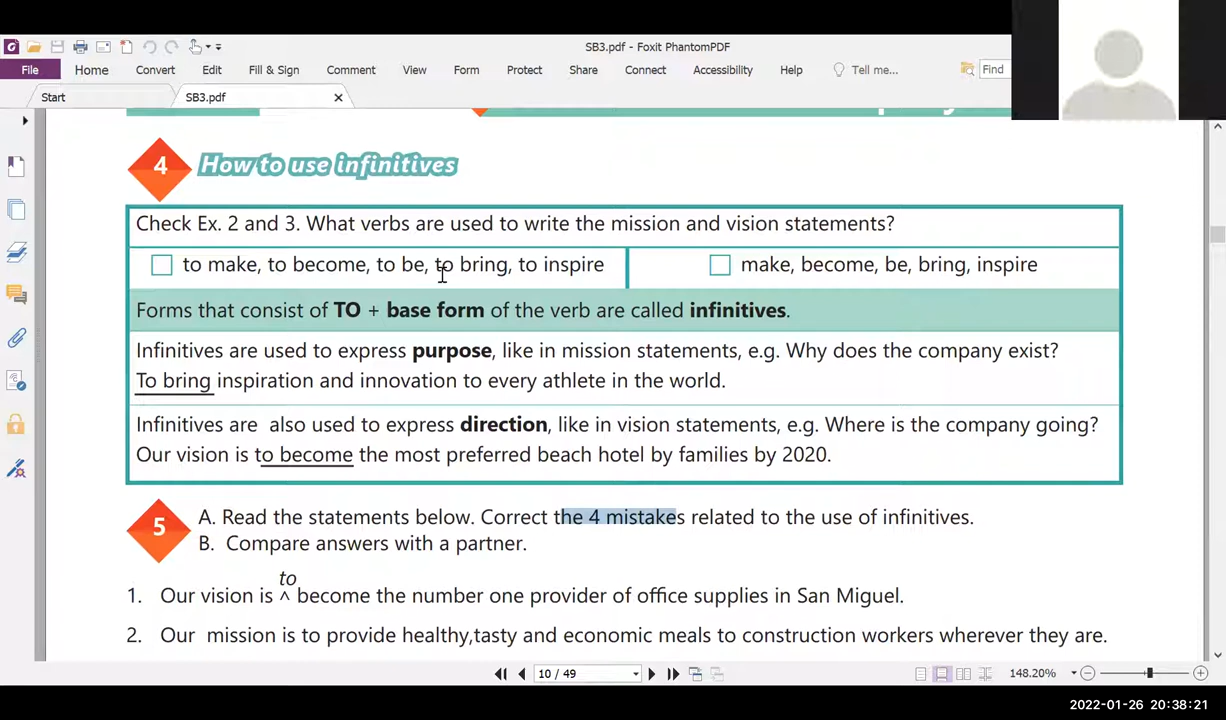 SB3.pdf - Foxit PhantomPDF
File Home Convert Edit Fill & Sign Comment View Form Protect Share Connect Accessibility Help Tell me... Find
Start SB3.pdf
4 How to use infinitives
Check Ex. 2 and 3. What verbs are used to write the mission and vision statements?
to make, to become, to be, to bring, to inspire make, become, be, bring, inspire
Forms that consist of TO + base form of the verb are called infinitives.
Infinitives are used to express purpose, like in mission statements, e.g. Why does the company exist?
To bring inspiration and innovation to every athlete in the world.
Infinitives are also used to express direction, like in vision statements, e.g. Where is the company going?
Our vision is to become the most preferred beach hotel by families by 2020.
5 A. Read the statements below. Correct the 4 mistakes related to the use of infinitives.
B. Compare answers with a partner.
to
1. Our vision is ^ become the number one provider of office supplies in San Miguel.
2. Our mission is to provide healthy,tasty and economic meals to construction workers wherever they are.
10 / 49 148.20%
2022-01-26 20:38:21